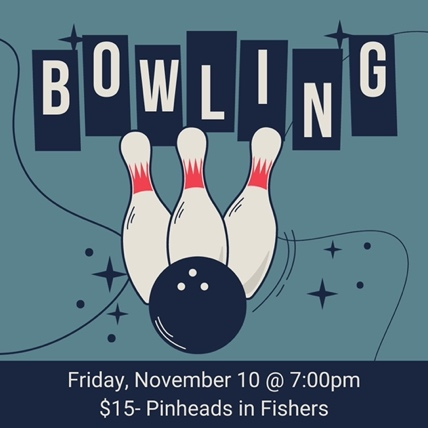 BOWLING
Friday, November 10 @ 7:00pm
$15- Pinheads in Fishers